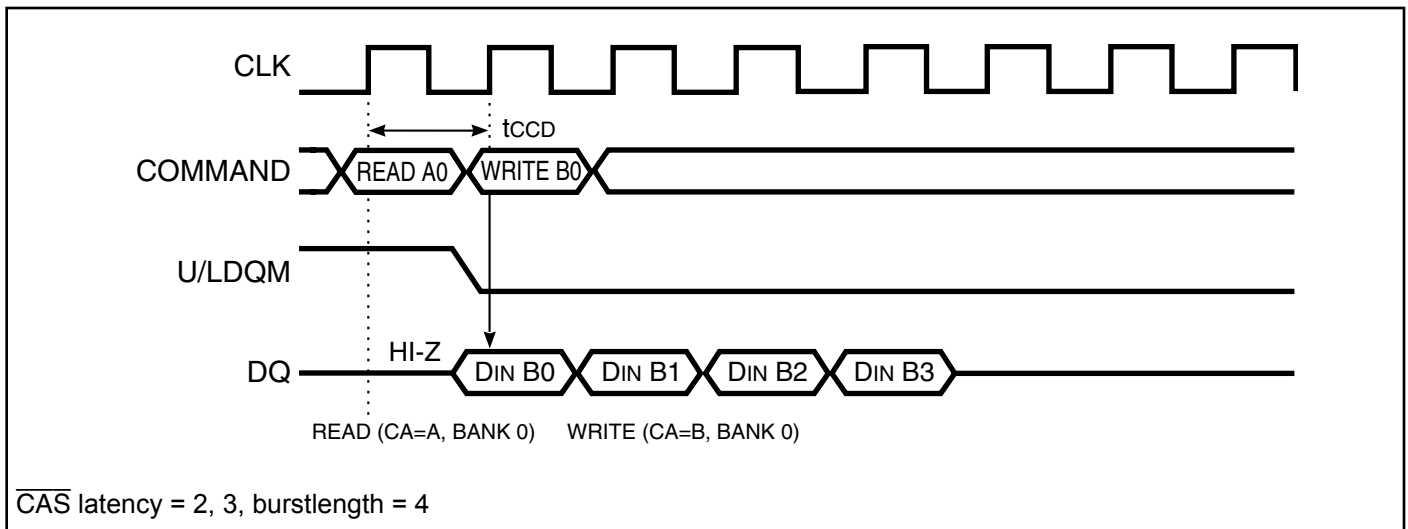 CLK
tCCD
COMMAND READ A0 WRITE B0
U/LDQM
HI-Z
DQ DIN B0 DIN B1 DIN B2 DIN B3
READ (CA=A, BANK 0) WRITE (CA=B, BANK 0)
CAS latency = 2, 3, burstlength = 4